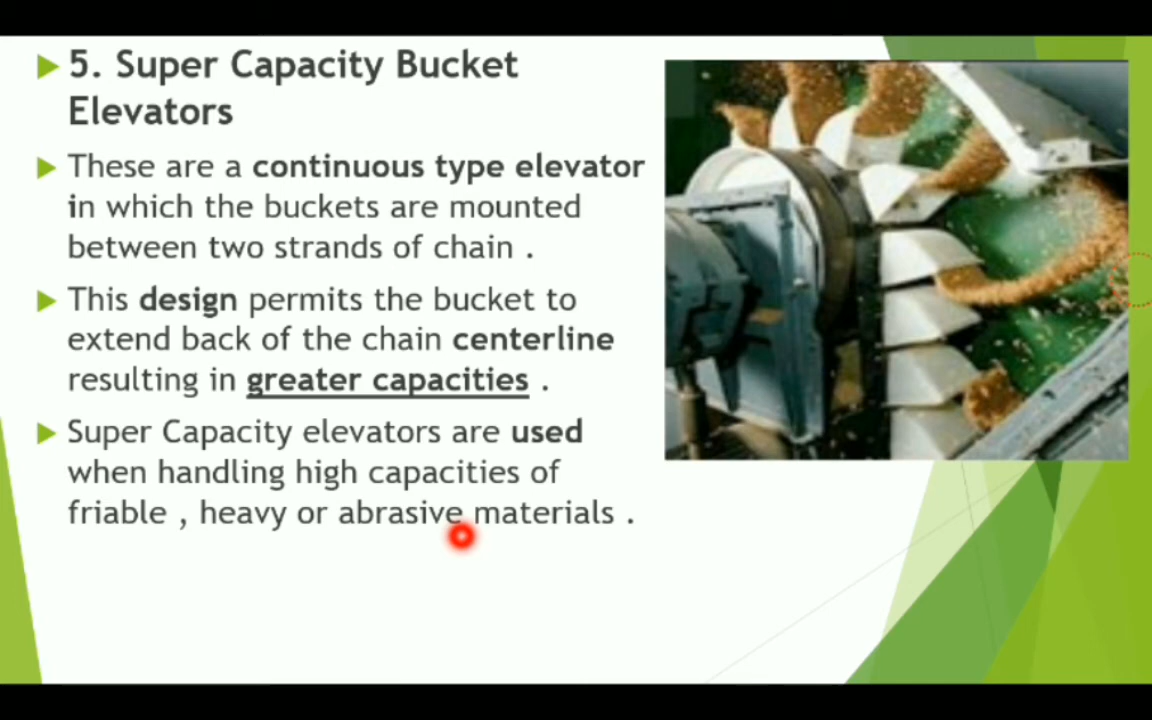 5. Super Capacity Bucket
Elevators
These are a continuous type elevator
in which the buckets are mounted
between two strands of chain .
This design permits the bucket to
extend back of the chain centerline
resulting in greater capacities .
Super Capacity elevators are used
when handling high capacities of
friable , heavy or abrasive materials .